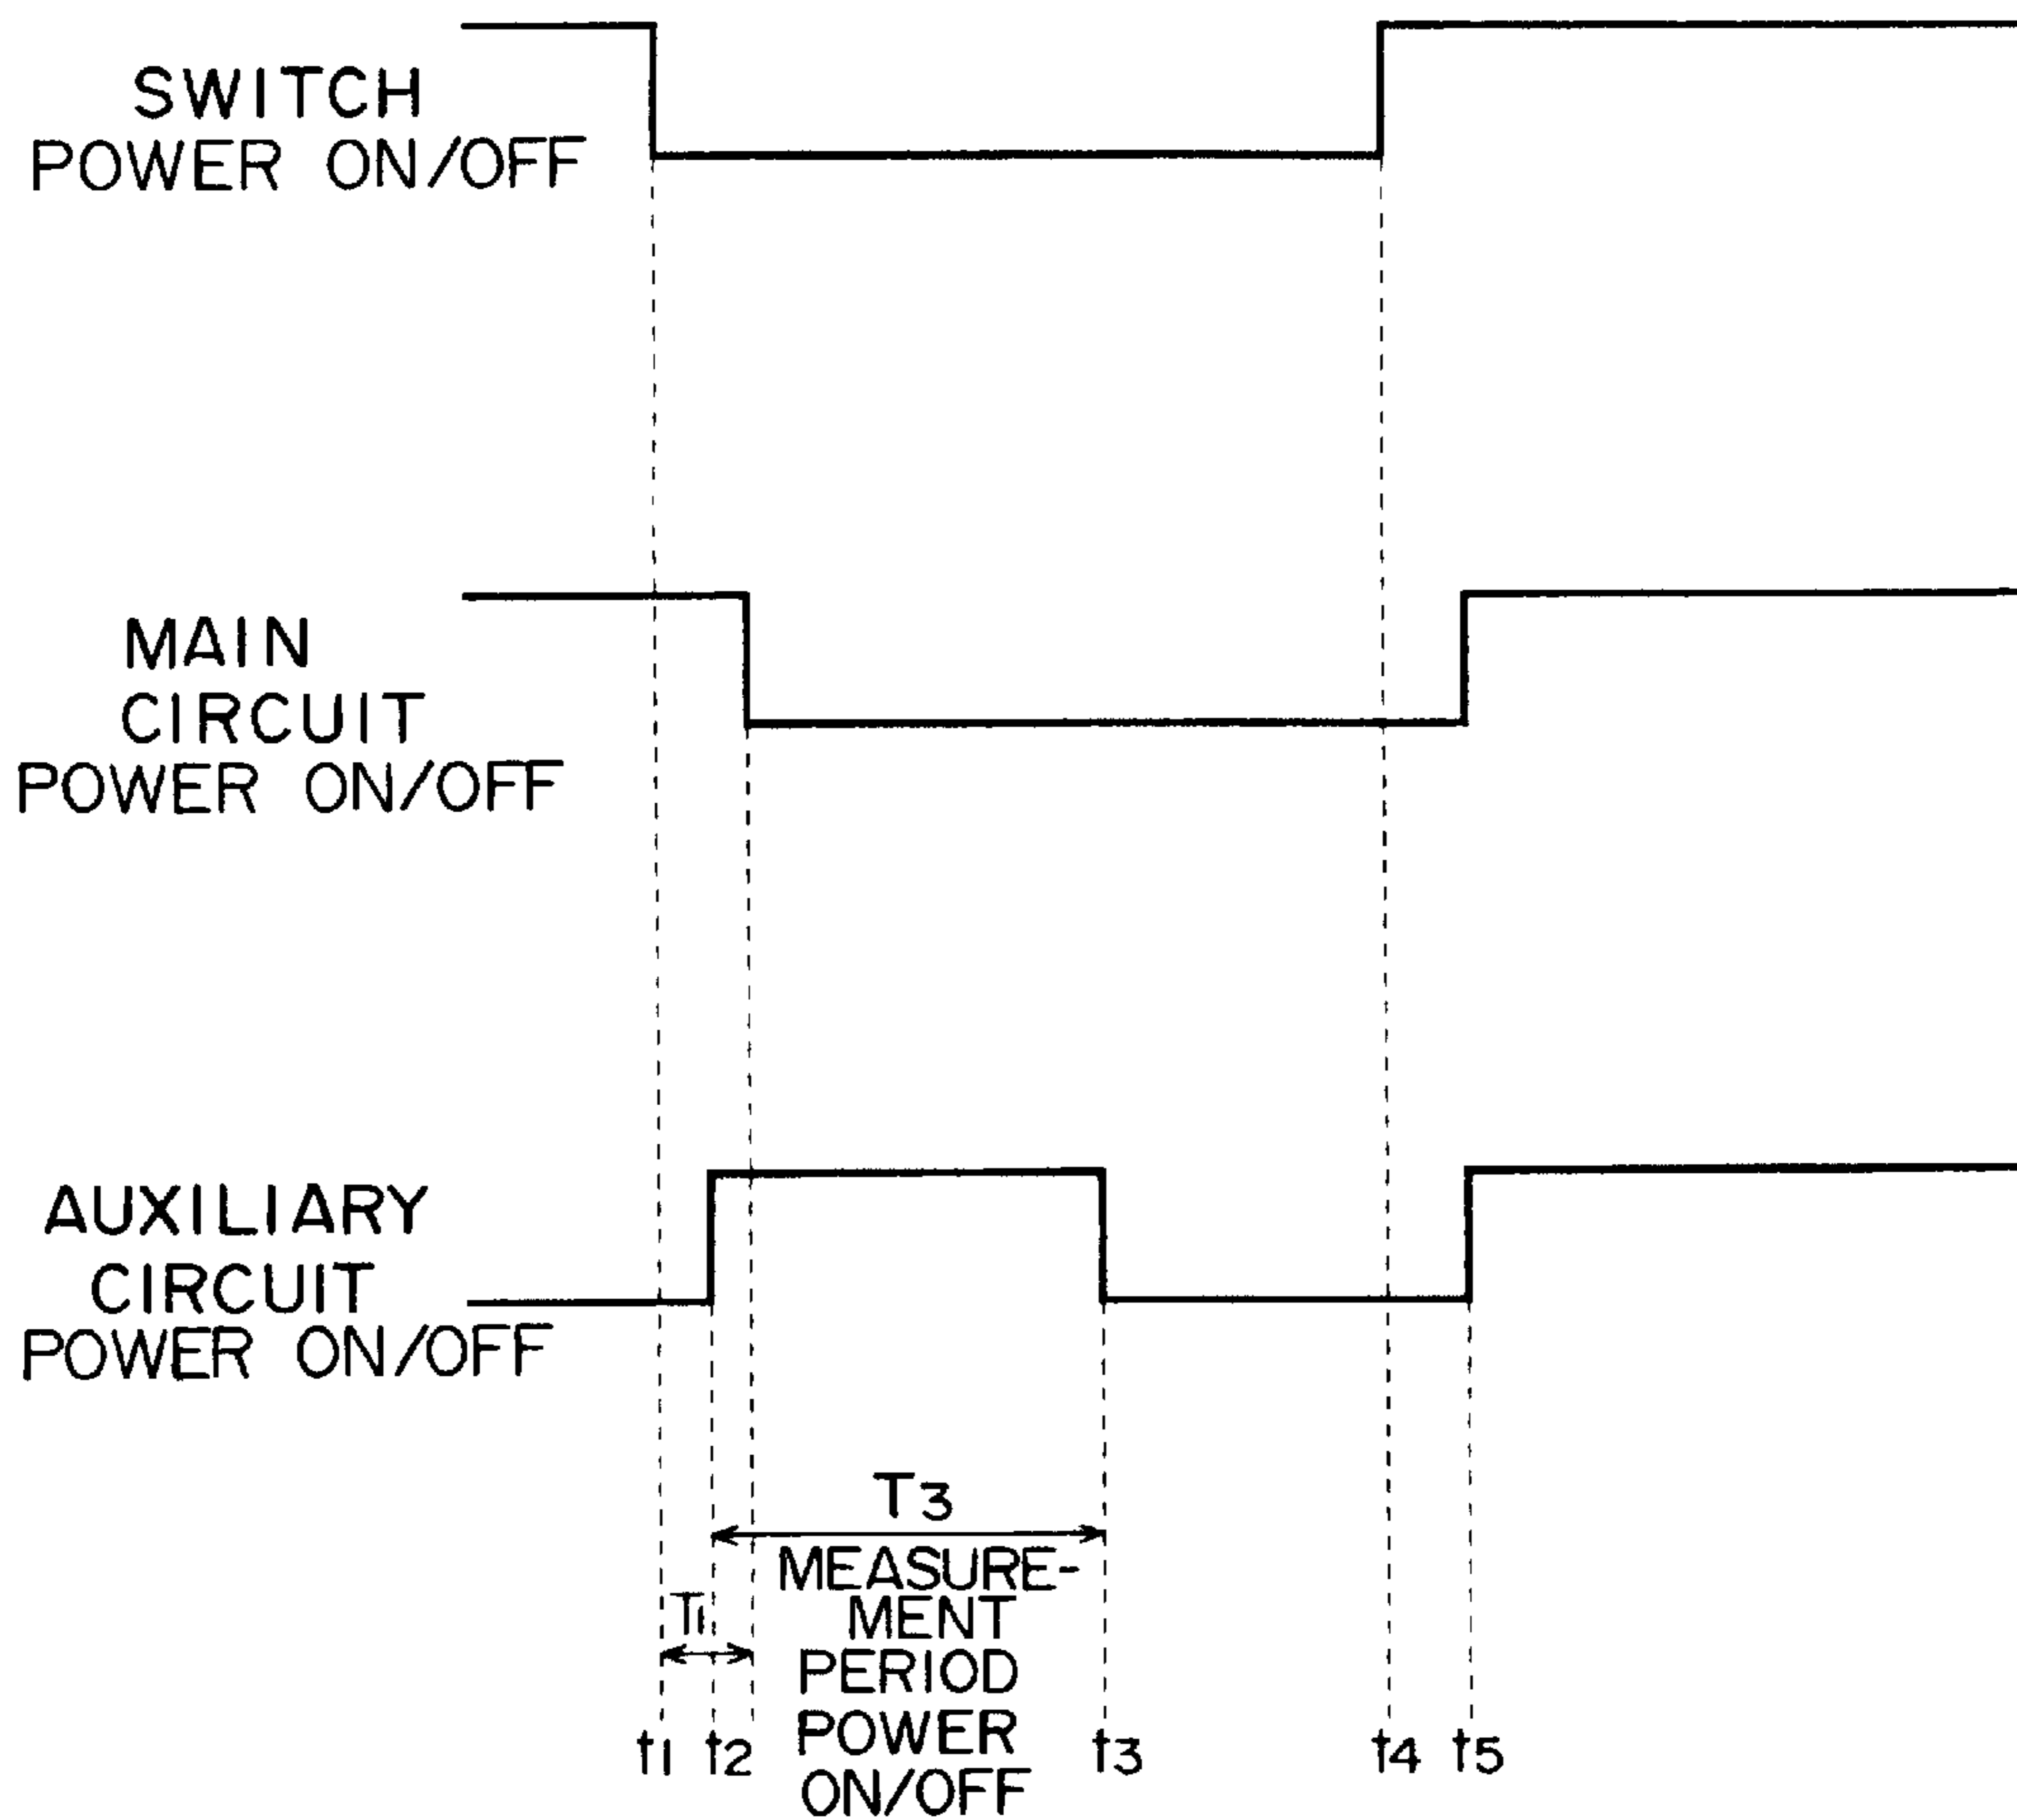 SWITCH
POWER ON/OFF
MAIN
CIRCUIT
POWER ON/OFF
AUXILIARY
CIRCUIT
POWER ON/OFF
T3
MEASURE-
MENT
PERIOD
POWER
ON/OFF
T1
t1 t2 t3 t4 t5